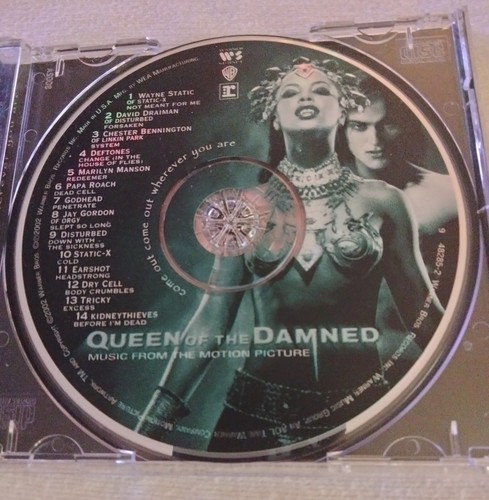 1 WAYNE STATIC
OF STATIC-X
NOT MEANT FOR ME
2 DAVID DRAIMAN
OF DISTURBED
FORSAKEN
3 CHESTER BENNINGTON
OF LINKIN PARK
SYSTEM
4 DEFTONES
CHANGE (IN THE
HOUSE OF FLIES)
5 MARILYN MANSON
REDEEMER
6 PAPA ROACH
DEAD CELL
7 GODHEAD
PENETRATE
8 JAY GORDON
OF ORGY
SLEPT SO LONG
9 DISTURBED
DOWN WITH
THE SICKNESS
10 STATIC-X
COLD
11 EARSHOT
HEADSTRONG
12 DRY CELL
BODY CRUMBLES
13 TRICKY
EXCESS
14 KIDNEYTHIEVES
BEFORE I'M DEAD
come out come out wherever you are
QUEEN OF THE DAMNED
MUSIC FROM THE MOTION PICTURE
9 48285-2
WB